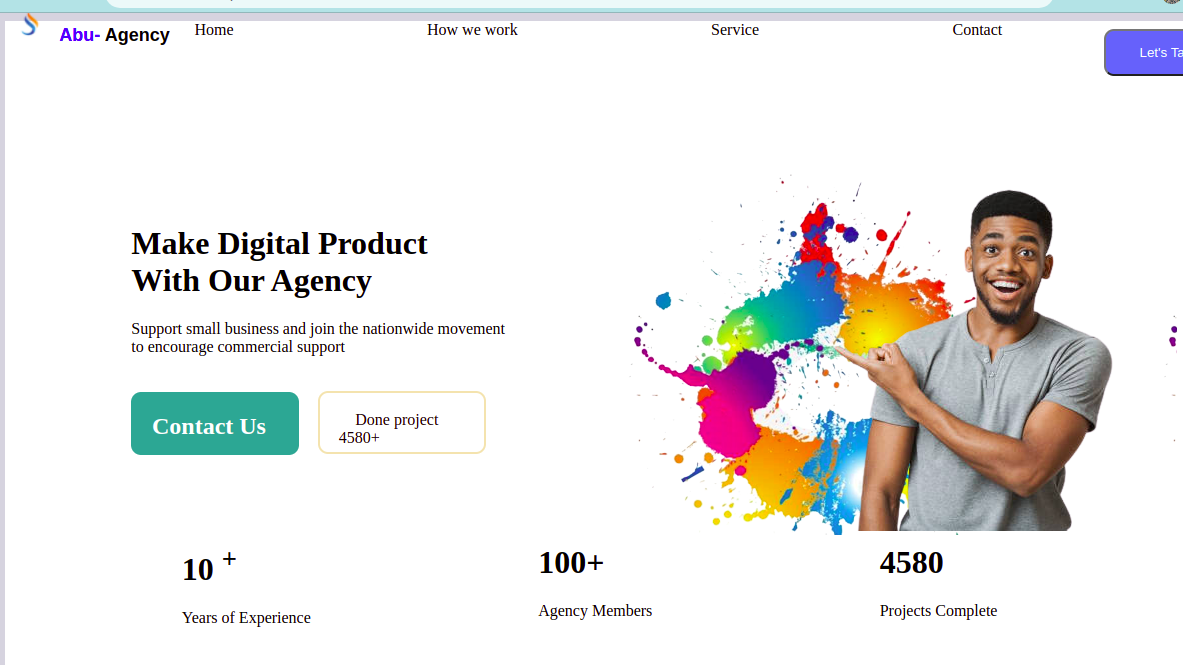 Abu- Agency
Home
How we work
Service
Contact
Let's Ta
Make Digital Product
With Our Agency
Support small business and join the nationwide movement
to encourage commercial support
Contact Us
Done project
4580+
10 +
100+
4580
Years of Experience
Agency Members
Projects Complete